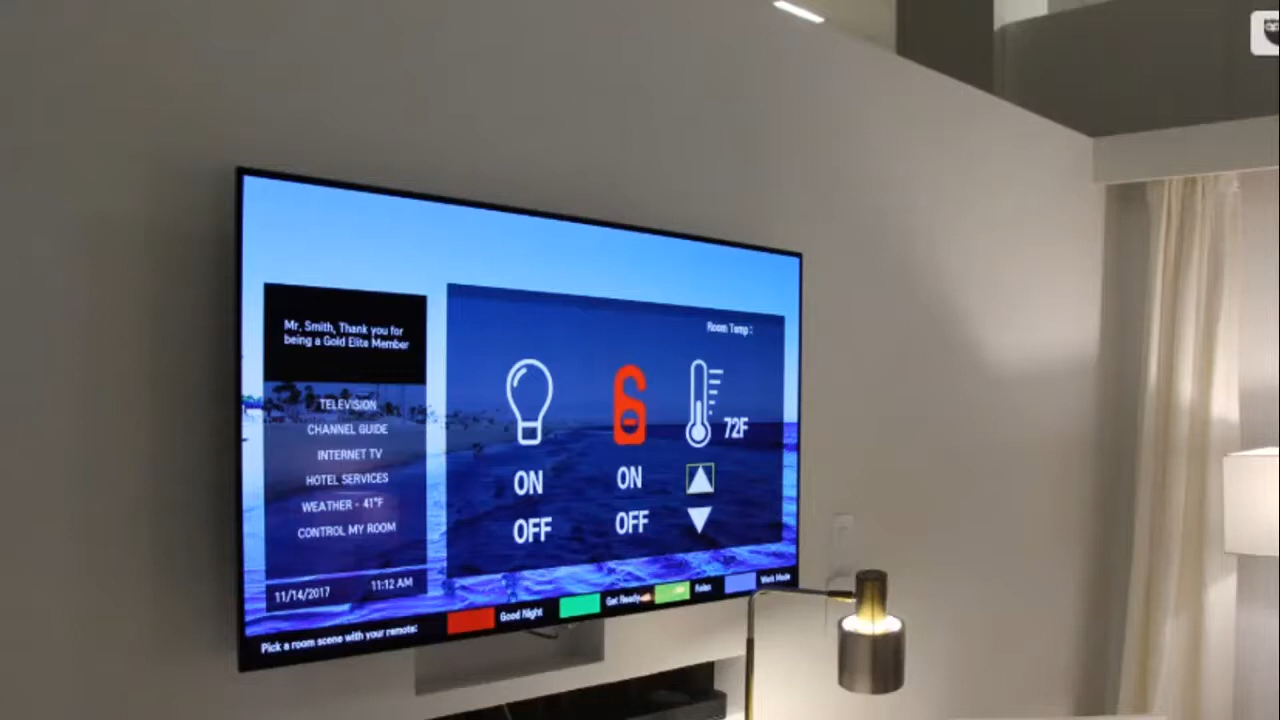 Mr. Smith, Thank you for
being a Gold Elite Member
TELEVISION
CHANNEL GUIDE
INTERNET TV
HOTEL SERVICES
WEATHER - 41°F
CONTROL MY ROOM
11/14/2017 11:12 AM
Room Temp :
72F
ON ON
OFF OFF
Pick a room scene with your remote: Good Night Get Ready Relax Work Mode